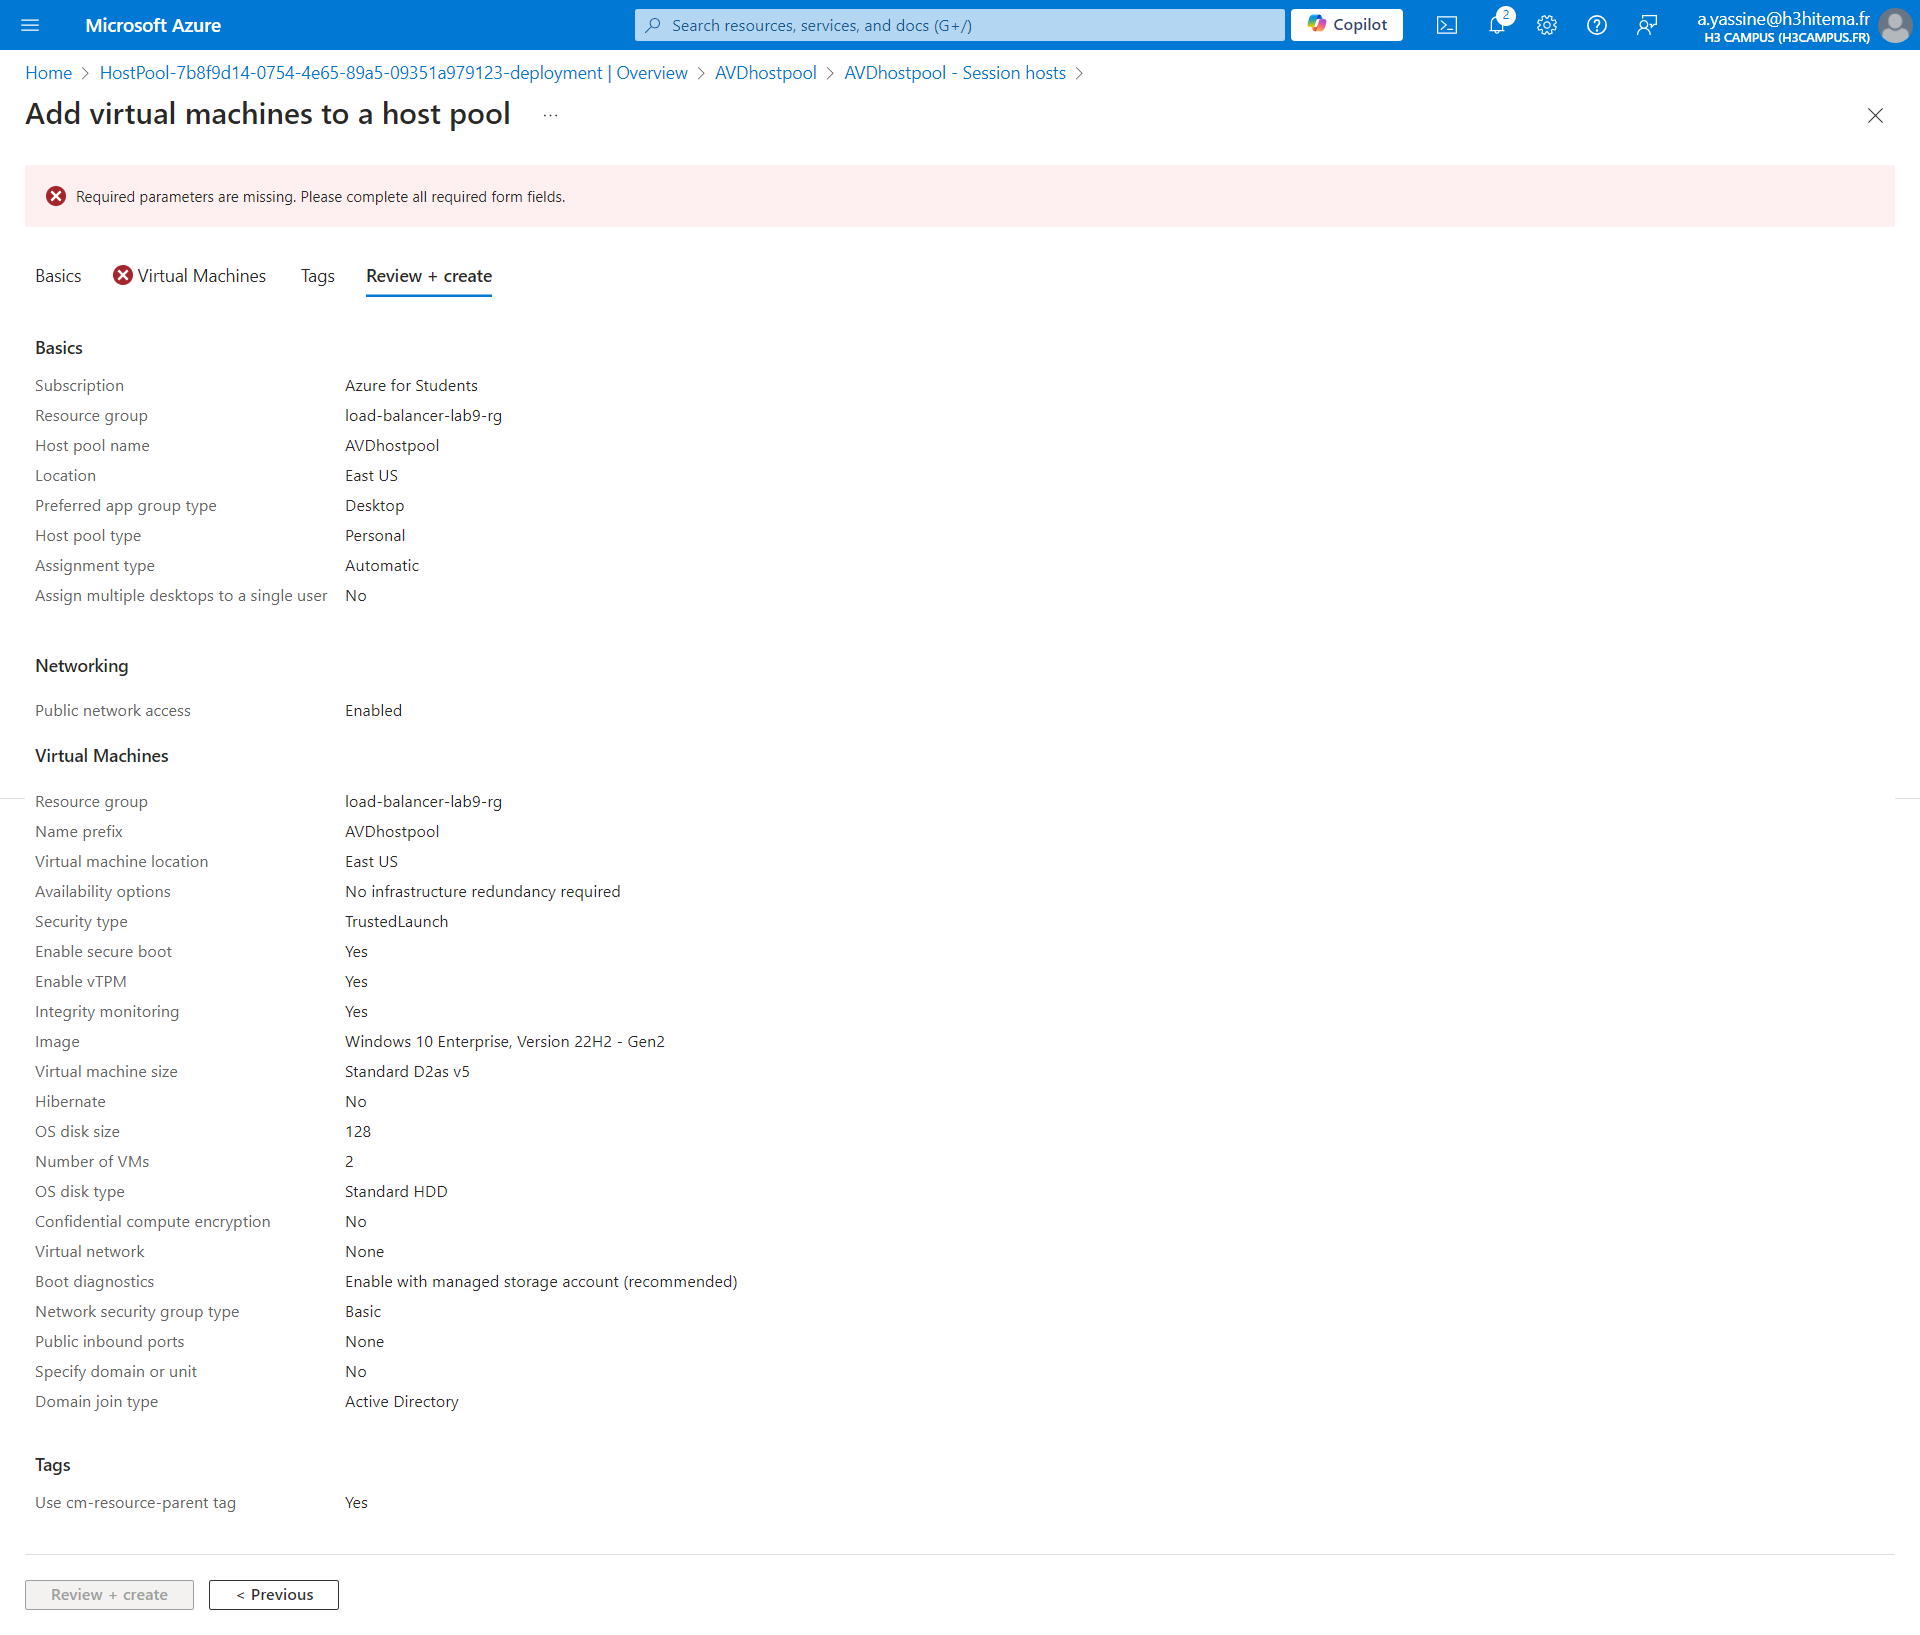 Microsoft Azure
Search resources, services, and docs (G+/)
Copilot
2
a.yassine@h3hitema.fr
H3 CAMPUS (H3CAMPUS.FR)
Home > HostPool-7b8f9d14-0754-4e65-89a5-09351a979123-deployment | Overview > AVDhostpool > AVDhostpool - Session hosts >
Add virtual machines to a host pool ...
Required parameters are missing. Please complete all required form fields.
Basics Virtual Machines Tags Review + create
Basics
Subscription Azure for Students
Resource group load-balancer-lab9-rg
Host pool name AVDhostpool
Location East US
Preferred app group type Desktop
Host pool type Personal
Assignment type Automatic
Assign multiple desktops to a single user No
Networking
Public network access Enabled
Virtual Machines
Resource group load-balancer-lab9-rg
Name prefix AVDhostpool
Virtual machine location East US
Availability options No infrastructure redundancy required
Security type TrustedLaunch
Enable secure boot Yes
Enable vTPM Yes
Integrity monitoring Yes
Image Windows 10 Enterprise, Version 22H2 - Gen2
Virtual machine size Standard D2as v5
Hibernate No
OS disk size 128
Number of VMs 2
OS disk type Standard HDD
Confidential compute encryption No
Virtual network None
Boot diagnostics Enable with managed storage account (recommended)
Network security group type Basic
Public inbound ports None
Specify domain or unit No
Domain join type Active Directory
Tags
Use cm-resource-parent tag Yes
Review + create < Previous